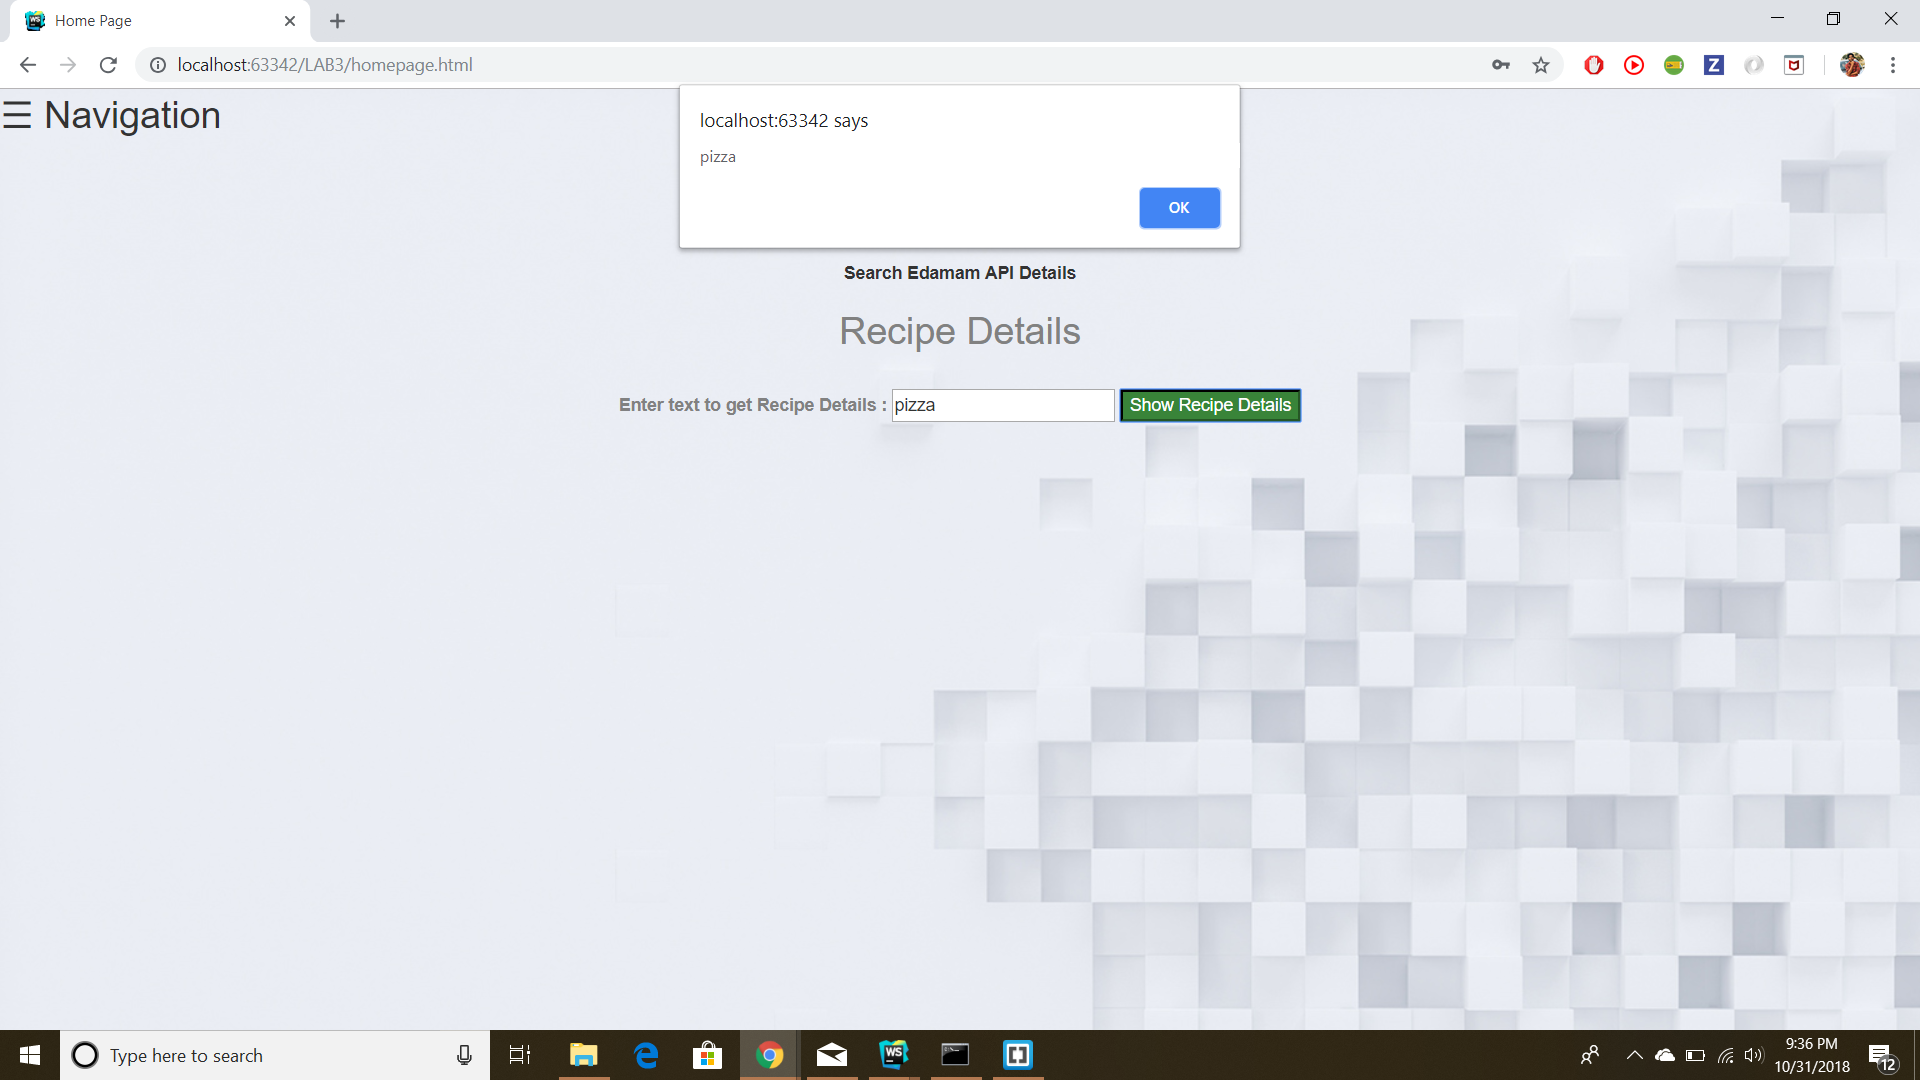 Home Page
localhost:63342/LAB3/homepage.html
Z
☰ Navigation
localhost:63342 says
pizza
OK
Search Edamam API Details
Recipe Details
Enter text to get Recipe Details : pizza Show Recipe Details
Type here to search
WS
9:36 PM
10/31/2018
12